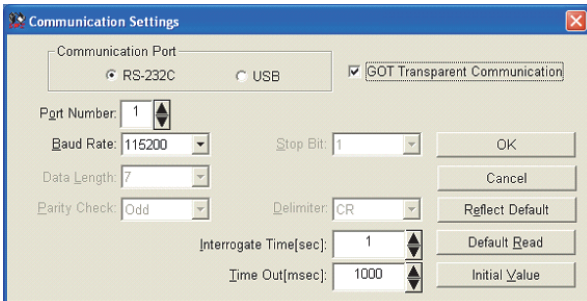 Communication Settings
Communication Port
RS-232C USB
GOT Transparent Communication
Port Number: 1
Baud Rate: 115200 Stop Bit: 1 OK
Data Length: 7 Cancel
Parity Check: Odd Delimiter: CR Reflect Default
Interrogate Time[sec]: 1 Default Read
Time Out[msec]: 1000 Initial Value